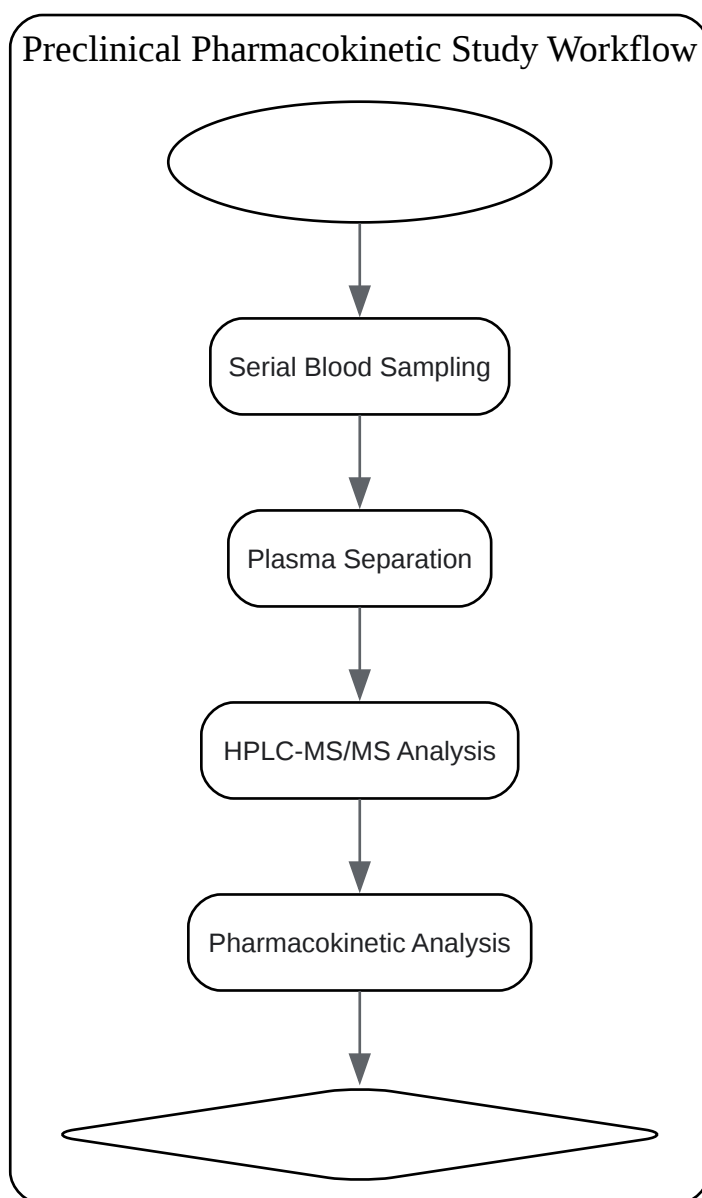 Preclinical Pharmacokinetic Study Workflow
Serial Blood Sampling
Plasma Separation
HPLC-MS/MS Analysis
Pharmacokinetic Analysis